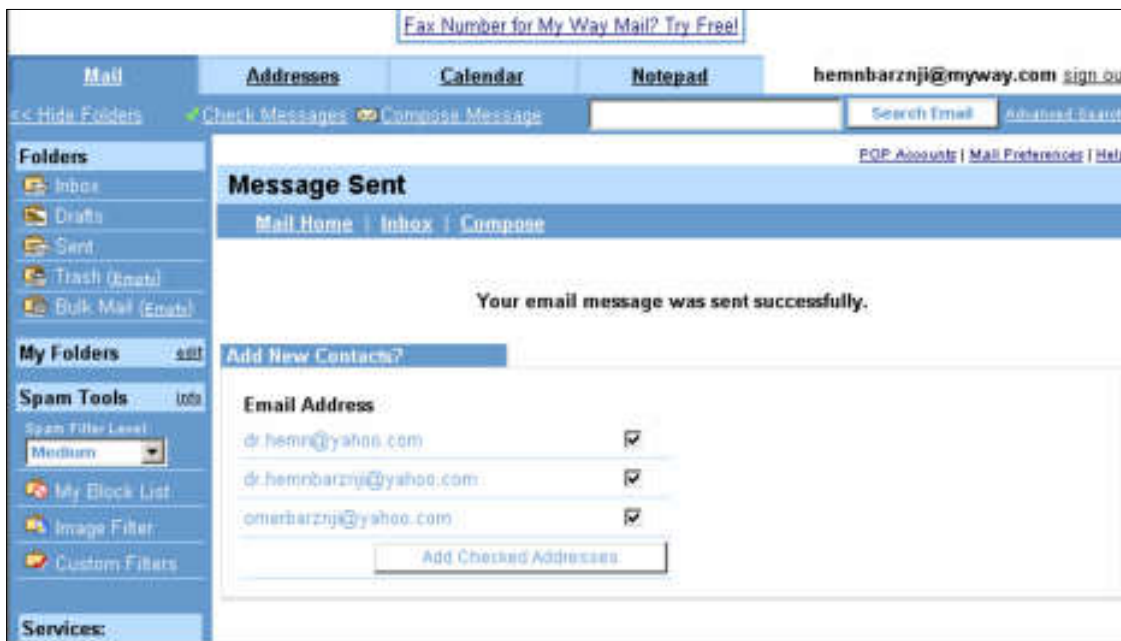 Fax Number for My Way Mail? Try Free!
Mail Addresses Calendar Notepad hemnbarznji@myway.com sign ou
<< Hide Folders Check Messages Compose Message Search Email Advanced Search
POP Accounts | Mail Preferences | Help
Folders
Inbox
Drafts
Sent
Trash (Empty)
Bulk Mail (Empty)
My Folders edit
Spam Tools info
Spam Filter Level
Medium
My Block List
Image Filter
Custom Filters
Services:
Message Sent
Mail Home | Inbox | Compose
Your email message was sent successfully.
Add New Contacts?
Email Address
dr.hemn@yahoo.com
dr.hemnbarznji@yahoo.com
omerbarznji@yahoo.com
Add Checked Addresses